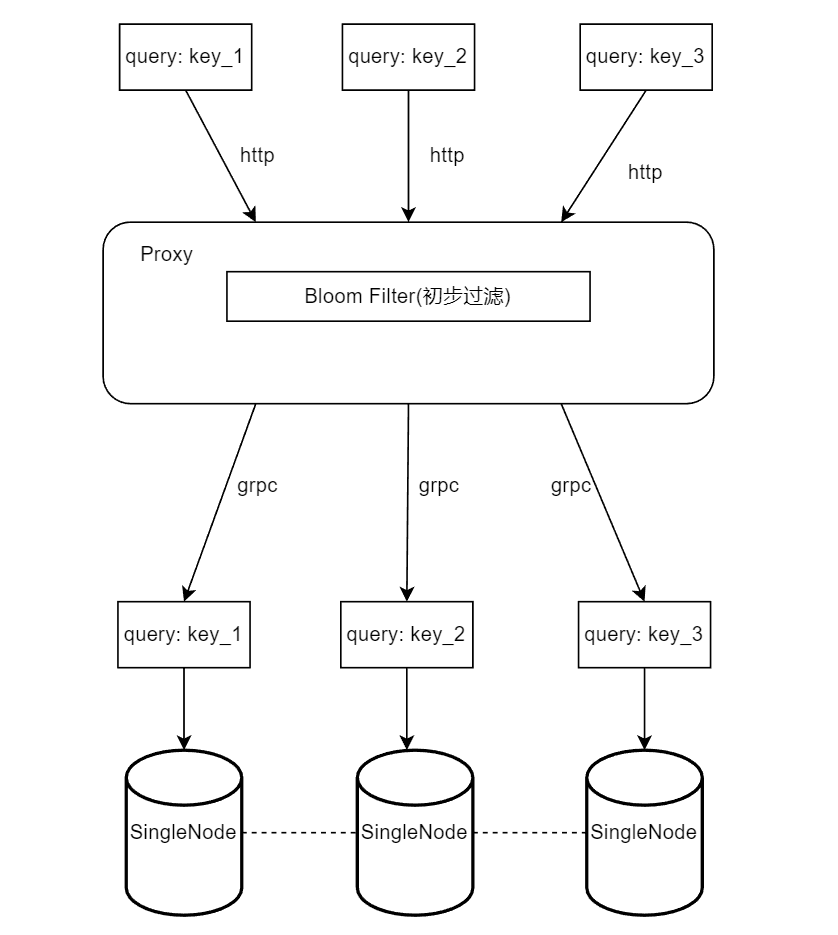 query: key_1
query: key_2
query: key_3
http
http
http
Proxy
Bloom Filter(初步过滤)
grpc
grpc
grpc
query: key_1
query: key_2
query: key_3
SingleNode
SingleNode
SingleNode